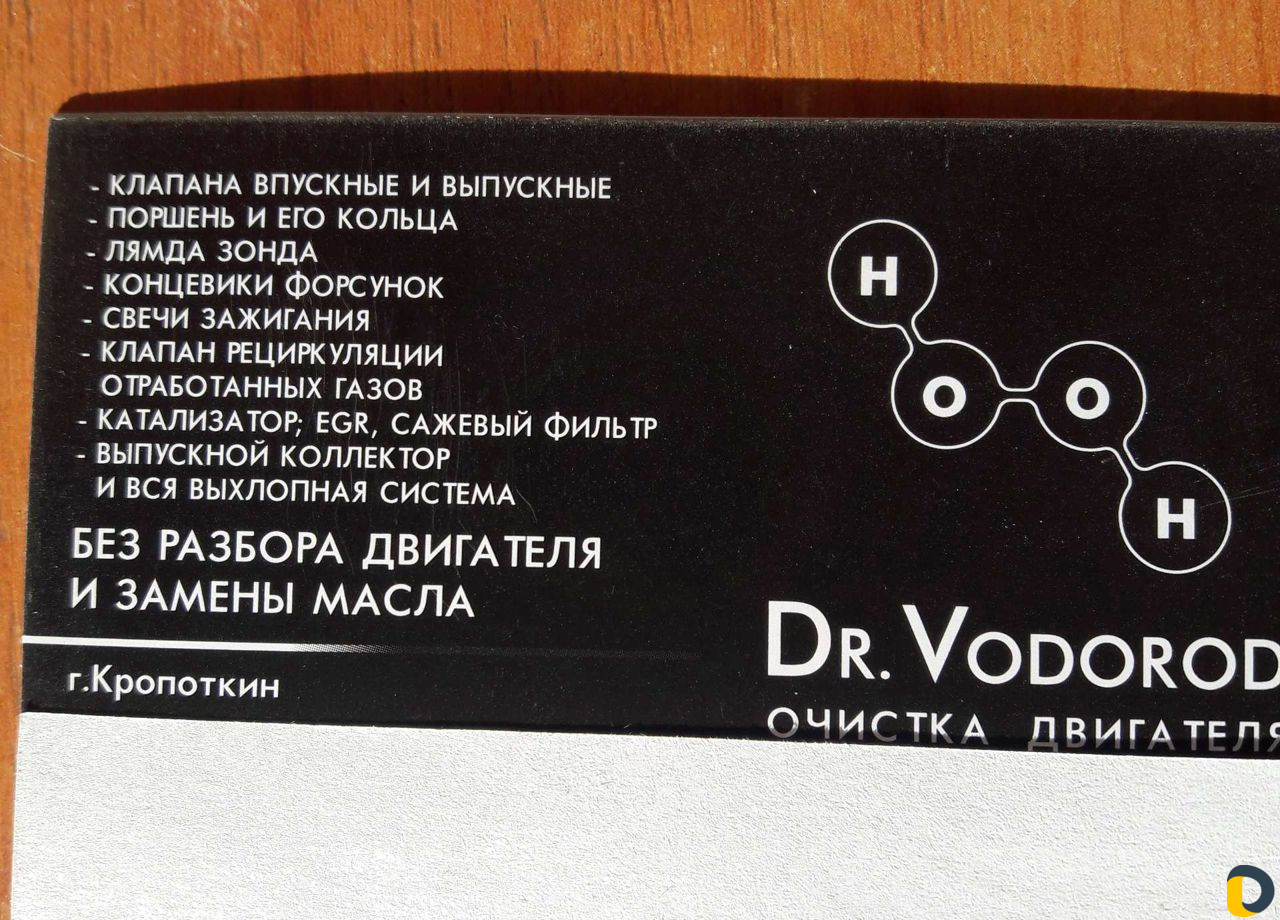 - КЛАПАНА ВПУСКНЫЕ И ВЫПУСКНЫЕ
- ПОРШЕНЬ И ЕГО КОЛЬЦА
- ЛЯМДА ЗОНДА
- КОНЦЕВИКИ ФОРСУНОК
- СВЕЧИ ЗАЖИГАНИЯ
- КЛАПАН РЕЦИРКУЛЯЦИИ
ОТРАБОТАННЫХ ГАЗОВ
- КАТАЛИЗАТОР; EGR, САЖЕВЫЙ ФИЛЬТР
- ВЫПУСКНОЙ КОЛЛЕКТОР
И ВСЯ ВЫХЛОПНАЯ СИСТЕМА
БЕЗ РАЗБОРА ДВИГАТЕЛЯ
И ЗАМЕНЫ МАСЛА
г.Кропоткин
H
O O
H
DR. VODOROD
ОЧИСТКА ДВИГАТЕЛЯ